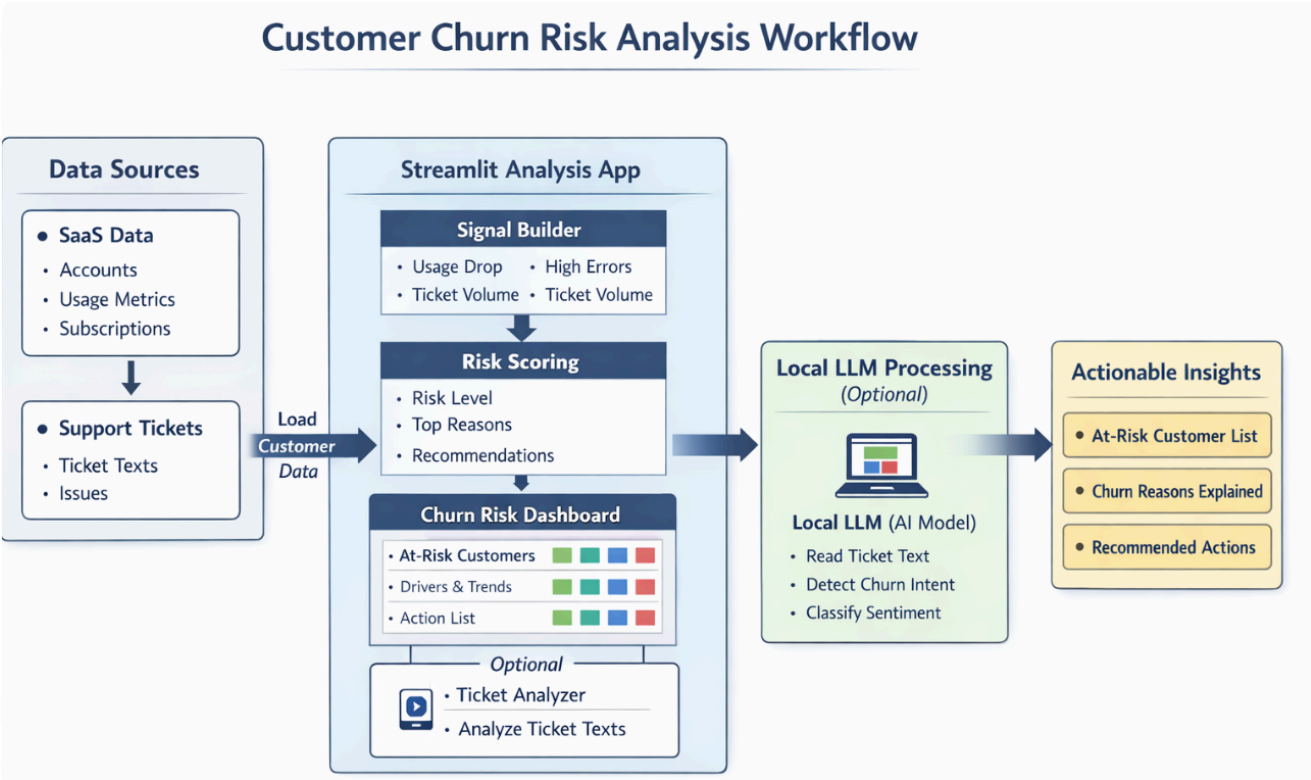 Customer Churn Risk Analysis Workflow
Data Sources
• SaaS Data
• Accounts
• Usage Metrics
• Subscriptions
• Support Tickets
• Ticket Texts
• Issues
Load
Customer
Data
Streamlit Analysis App
Signal Builder
• Usage Drop • High Errors
• Ticket Volume • Ticket Volume
Risk Scoring
• Risk Level
• Top Reasons
• Recommendations
Churn Risk Dashboard
• At-Risk Customers
• Drivers & Trends
• Action List
Optional
• Ticket Analyzer
• Analyze Ticket Texts
Local LLM Processing
(Optional)
Local LLM (AI Model)
• Read Ticket Text
• Detect Churn Intent
• Classify Sentiment
Actionable Insights
• At-Risk Customer List
• Churn Reasons Explained
• Recommended Actions